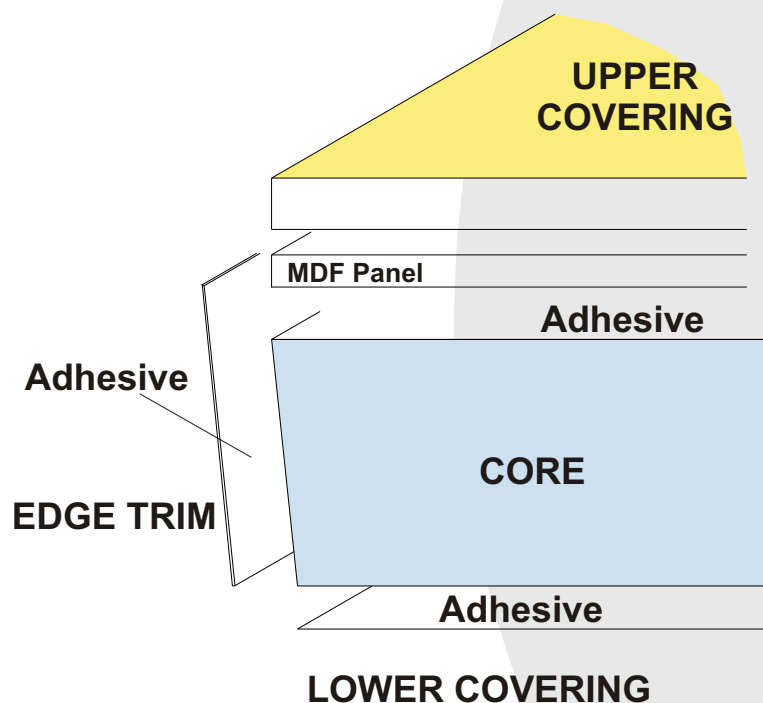 UPPER
COVERING
MDF Panel
Adhesive
Adhesive
CORE
EDGE TRIM
Adhesive
LOWER COVERING